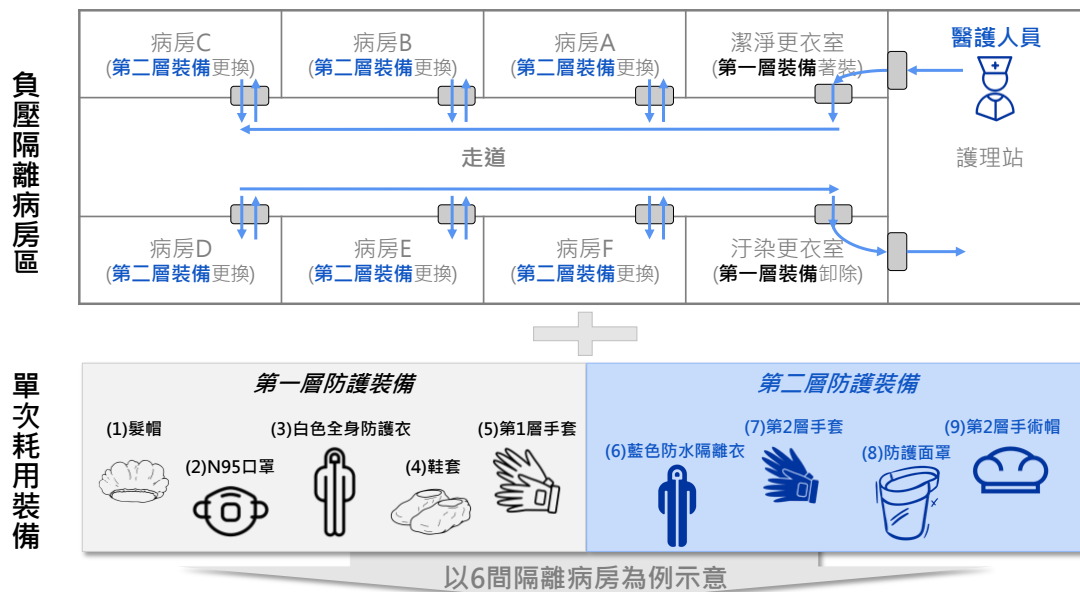 負壓隔離病房區
病房C
(第二層裝備更換)
病房B
(第二層裝備更換)
病房A
(第二層裝備更換)
潔淨更衣室
(第一層裝備著裝)
醫護人員
走道
護理站
病房D
(第二層裝備更換)
病房E
(第二層裝備更換)
病房F
(第二層裝備更換)
汙染更衣室
(第一層裝備卸除)
單次耗用裝備
第一層防護裝備
(1)髮帽
(2)N95口罩
(3)白色全身防護衣
(4)鞋套
(5)第1層手套
第二層防護裝備
(6)藍色防水隔離衣
(7)第2層手套
(8)防護面罩
(9)第2層手術帽
以6間隔離病房為例示意